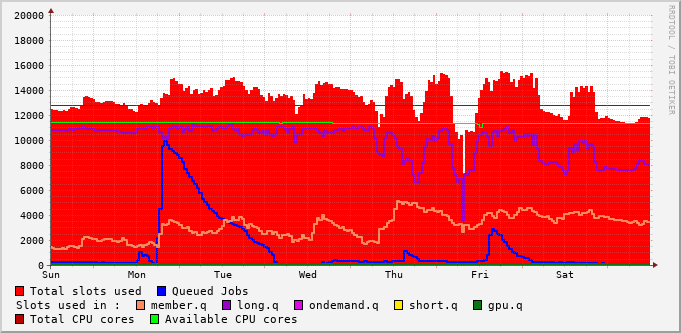 20000
18000
16000
14000
12000
10000
8000
6000
4000
2000
0
Sun Mon Tue Wed Thu Fri Sat
Total slots used Queued Jobs
Slots used in : member.q long.q ondemand.q short.q gpu.q
Total CPU cores Available CPU cores
RRDTOOL / TOBI OETIKER